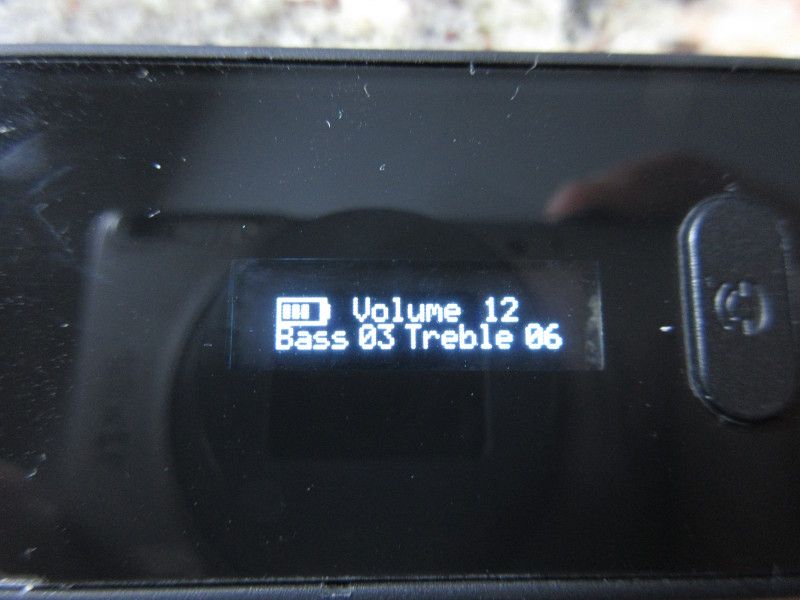 Volume 12
Bass 03 Treble 06